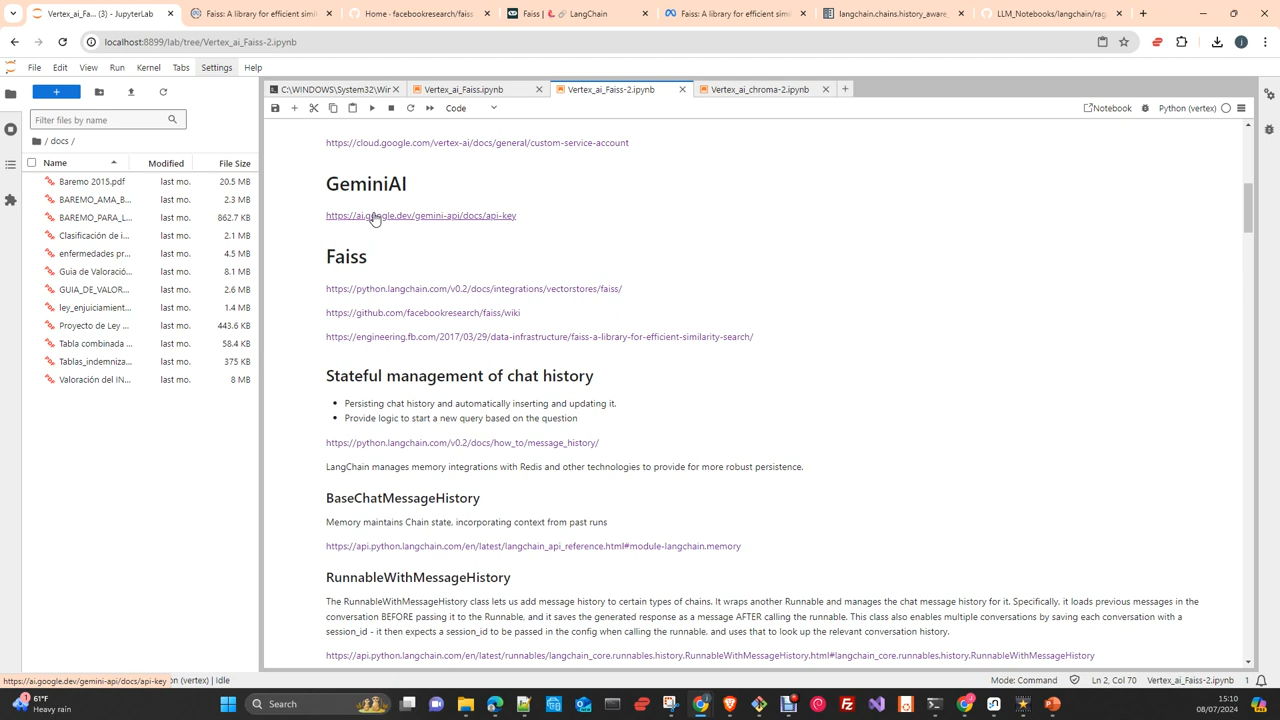 Vertex_ai_Fa... (3) - JupyterLab
Faiss: A library for efficient simil
Home · facebookresearch/faiss
Faiss | 🦜️🔗 LangChain
Faiss: A library for efficient simil
langchain.chains.history_aware_
LLM_Notebooks/langchain/rag
localhost:8899/lab/tree/Vertex_ai_Faiss-2.ipynb
File Edit View Run Kernel Tabs Settings Help
C:\WINDOWS\System32\Wir
Vertex_ai_Faiss.ipynb
Vertex_ai_Faiss-2.ipynb
Vertex_ai_chroma-2.ipynb
Code
Notebook
Python (vertex)
Filter files by name
/ docs /
Name Modified File Size
Baremo 2015.pdf last mo. 20.5 MB
BAREMO_AMA_B... last mo. 2.3 MB
BAREMO_PARA_L... last mo. 862.7 KB
Clasificación de i... last mo. 2.1 MB
enfermedades pr... last mo. 4.5 MB
Guia de Valoració... last mo. 8.1 MB
GUIA_DE_VALOR... last mo. 2.6 MB
ley_enjuiciamient... last mo. 1.4 MB
Proyecto de Ley ... last mo. 443.6 KB
Tabla combinada ... last mo. 58.4 KB
Tablas_indemniza... last mo. 375 KB
Valoración del IN... last mo. 8 MB
https://cloud.google.com/vertex-ai/docs/general/custom-service-account
GeminiAI
https://ai.google.dev/gemini-api/docs/api-key
Faiss
https://python.langchain.com/v0.2/docs/integrations/vectorstores/faiss/
https://github.com/facebookresearch/faiss/wiki
https://engineering.fb.com/2017/03/29/data-infrastructure/faiss-a-library-for-efficient-similarity-search/
Stateful management of chat history
• Persisting chat history and automatically inserting and updating it.
• Provide logic to start a new query based on the question
https://python.langchain.com/v0.2/docs/how_to/message_history/
LangChain manages memory integrations with Redis and other technologies to provide for more robust persistence.
BaseChatMessageHistory
Memory maintains Chain state, incorporating context from past runs
https://api.python.langchain.com/en/latest/langchain_api_reference.html#module-langchain.memory
RunnableWithMessageHistory
The RunnableWithMessageHistory class lets us add message history to certain types of chains. It wraps another Runnable and manages the chat message history for it. Specifically, it loads previous messages in the
conversation BEFORE passing it to the Runnable, and it saves the generated response as a message AFTER calling the runnable. This class also enables multiple conversations by saving each conversation with a
session_id - it then expects a session_id to be passed in the config when calling the runnable, and uses that to look up the relevant conversation history.
https://api.python.langchain.com/en/latest/runnables/langchain_core.runnables.history.RunnableWithMessageHistory.html#langchain_core.runnables.history.RunnableWithMessageHistory
https://ai.google.dev/gemini-api/docs/api-key
on (vertex) | Idle
Mode: Command
Ln 2, Col 70
Vertex_ai_Faiss-2.ipynb
1
61°F
Heavy rain
Search
15:10
08/07/2024